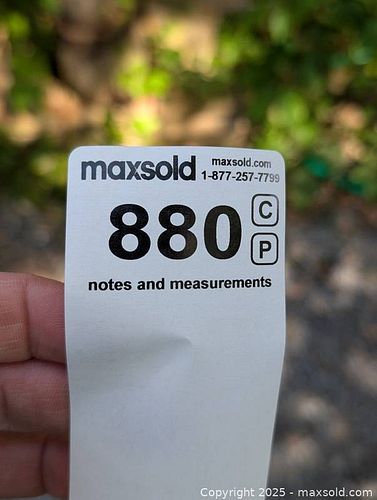 maxsold
maxsold.com
1-877-257-7799
880
C
P
notes and measurements
Copyright 2025 - maxsold.com